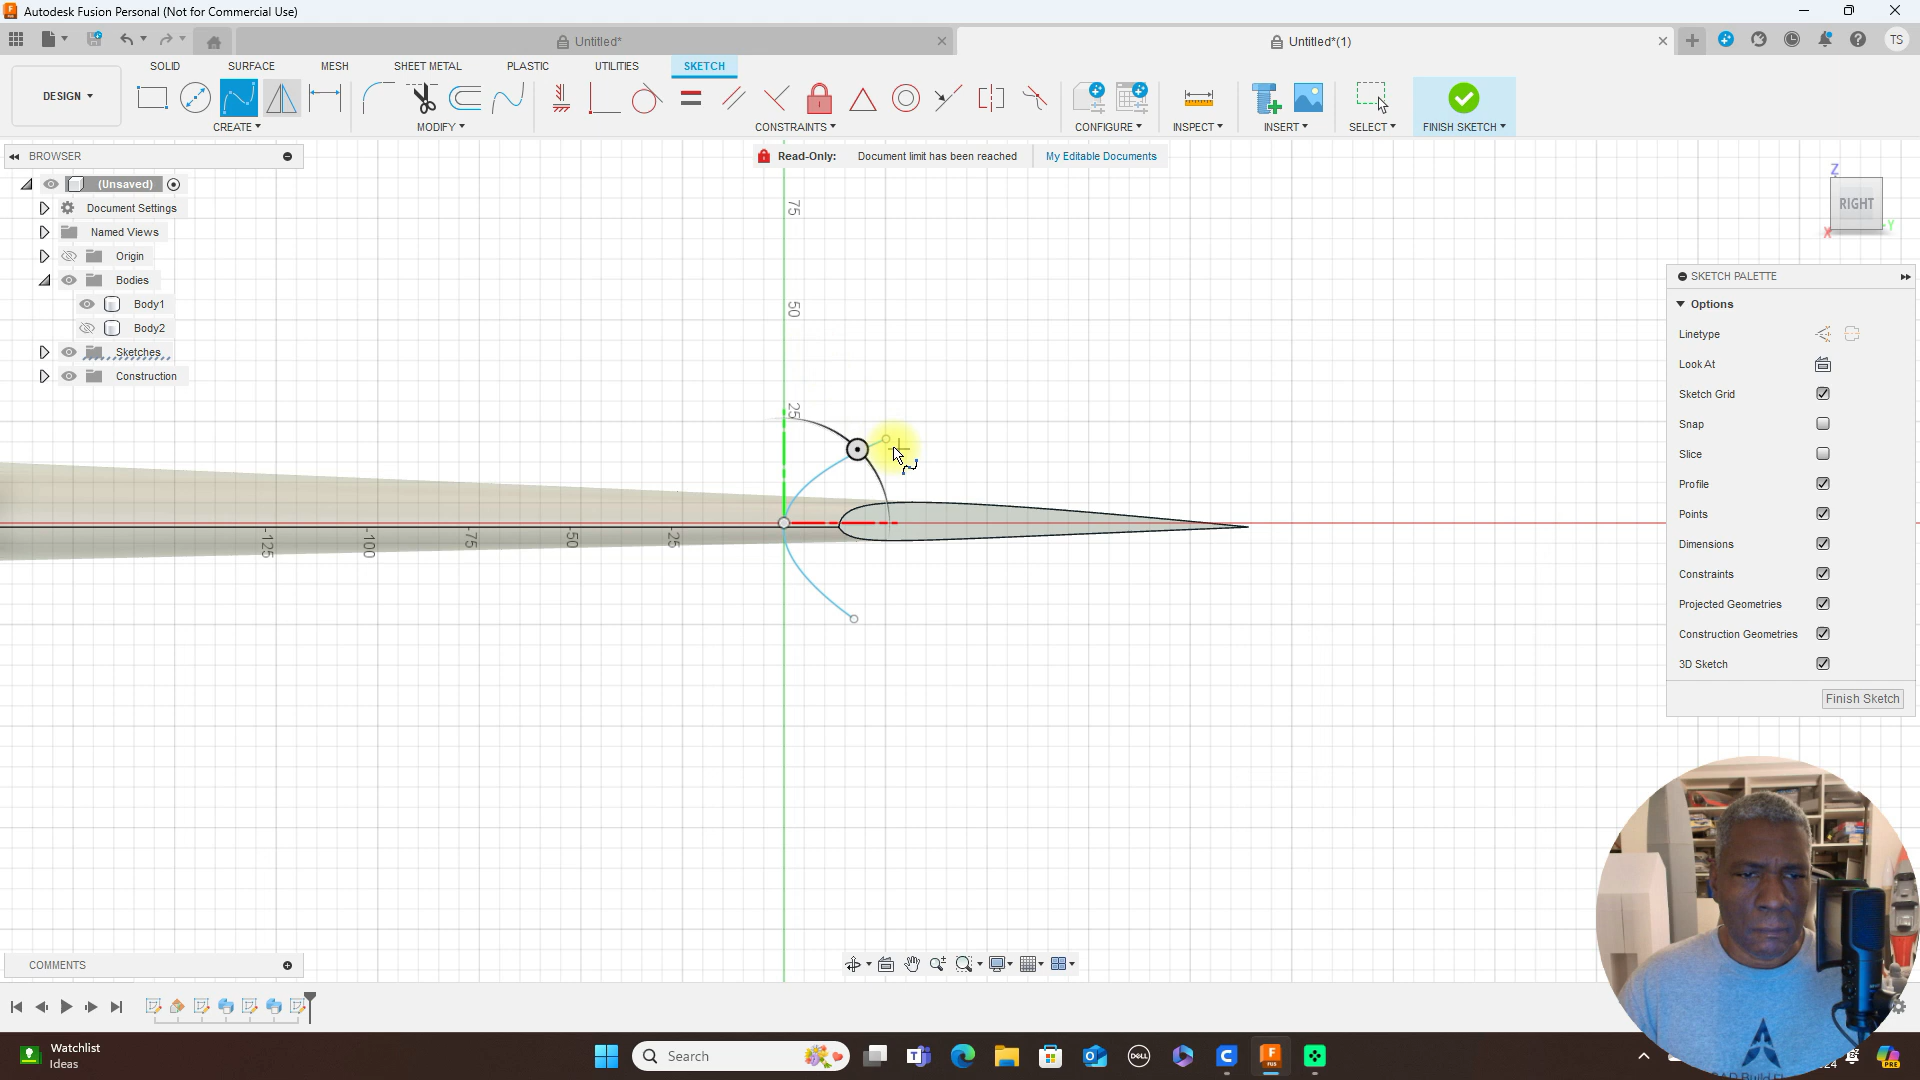 Autodesk Fusion Personal (Not for Commercial Use)
Untitled*
Untitled*(1)
TS
SOLID
SURFACE
MESH
SHEET METAL
PLASTIC
UTILITIES
SKETCH
DESIGN
CREATE
MODIFY
CONSTRAINTS
CONFIGURE
INSPECT
INSERT
SELECT
FINISH SKETCH
BROWSER
Read-Only: Document limit has been reached My Editable Documents
(Unsaved)
Document Settings
Named Views
Origin
Bodies
Body1
Body2
Sketches
Construction
75
50
25
125
100
75
50
25
Z
RIGHT
X
Y
SKETCH PALETTE
Options
Linetype
Look At
Sketch Grid
Snap
Slice
Profile
Points
Dimensions
Constraints
Projected Geometries
Construction Geometries
3D Sketch
Finish Sketch
COMMENTS
Watchlist
Ideas
Search
DELL
FUS
PRE